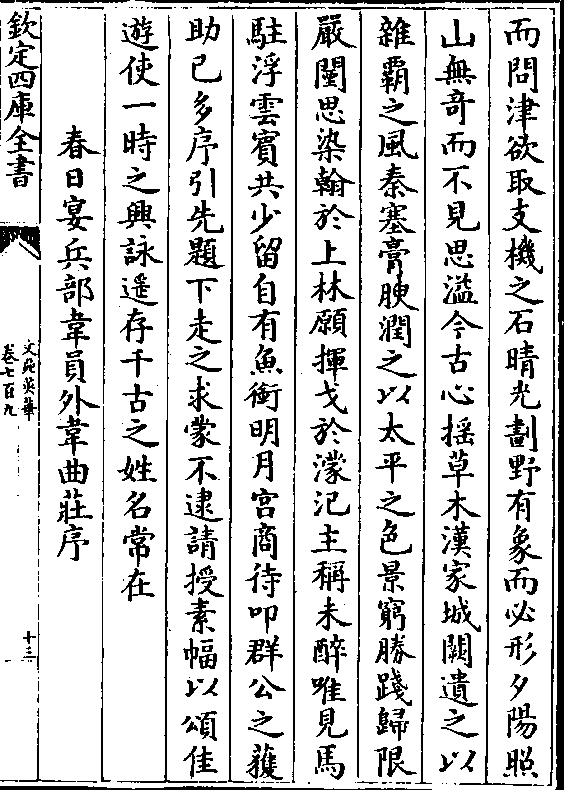 而問津欲取支機之石晴光劃野有象而必形夕陽照
山無竒而不見思溢今古心揺草木漢家城闕遺之以
雜霸之風秦塞膏腴潤之以太平之色景窮勝踐歸限
嚴闉思染翰於上林願揮戈於濛汜主稱未醉唯見馬
駐浮雲賓共少留自有魚銜明月宫商待叩群公之蒦
助已多序引先題下走之求蒙不逮請授素幅以頌佳
遊使一時之興詠遥存千古之姓名常在
春日宴兵部韋員外韋曲莊序
欽定四庫全書
文苑英華
卷七百九
十三